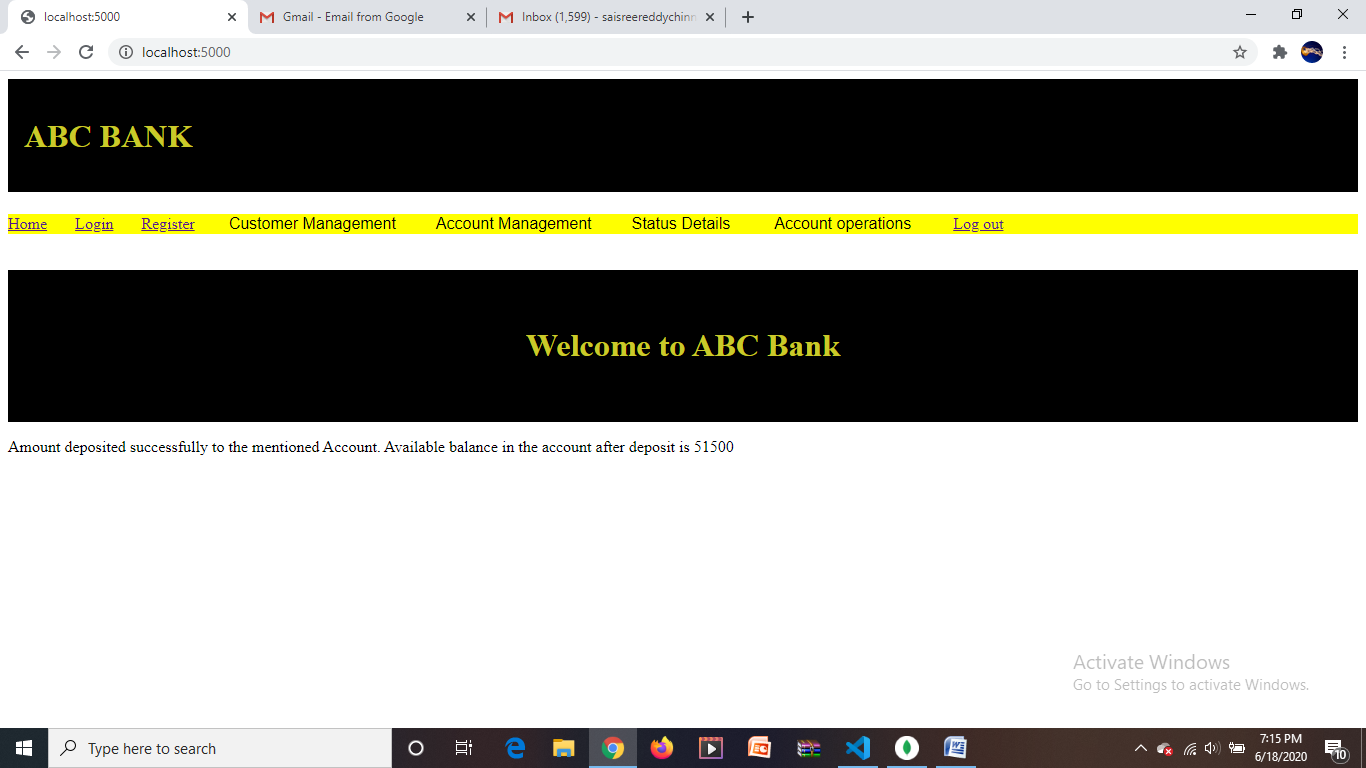 localhost:5000
Gmail - Email from Google
Inbox (1,599) - saisreereddychinn
localhost:5000
ABC BANK
Home Login Register Customer Management Account Management Status Details Account operations Log out
Welcome to ABC Bank
Amount deposited successfully to the mentioned Account. Available balance in the account after deposit is 51500
Activate Windows
Go to Settings to activate Windows.
Type here to search
7:15 PM
6/18/2020
10